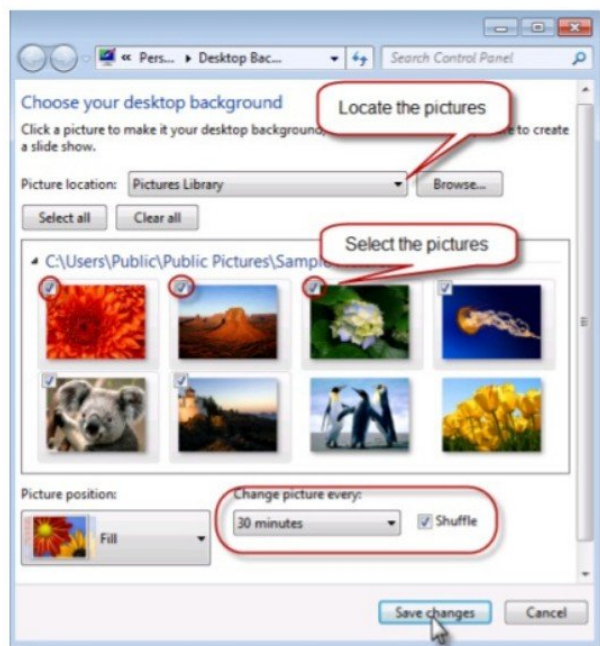 « Pers... ▸ Desktop Bac...
Search Control Panel
Choose your desktop background
Locate the pictures
Click a picture to make it your desktop background, re to create
a slide show.
Picture location: Pictures Library Browse...
Select all Clear all
Select the pictures
C:\Users\Public\Public Pictures\Sampl
Picture position:
Change picture every:
Fill
30 minutes Shuffle
Save changes Cancel